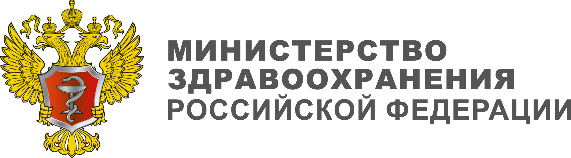 МИНИСТЕРСТВО
ЗДРАВООХРАНЕНИЯ
РОССИЙСКОЙ ФЕДЕРАЦИИ